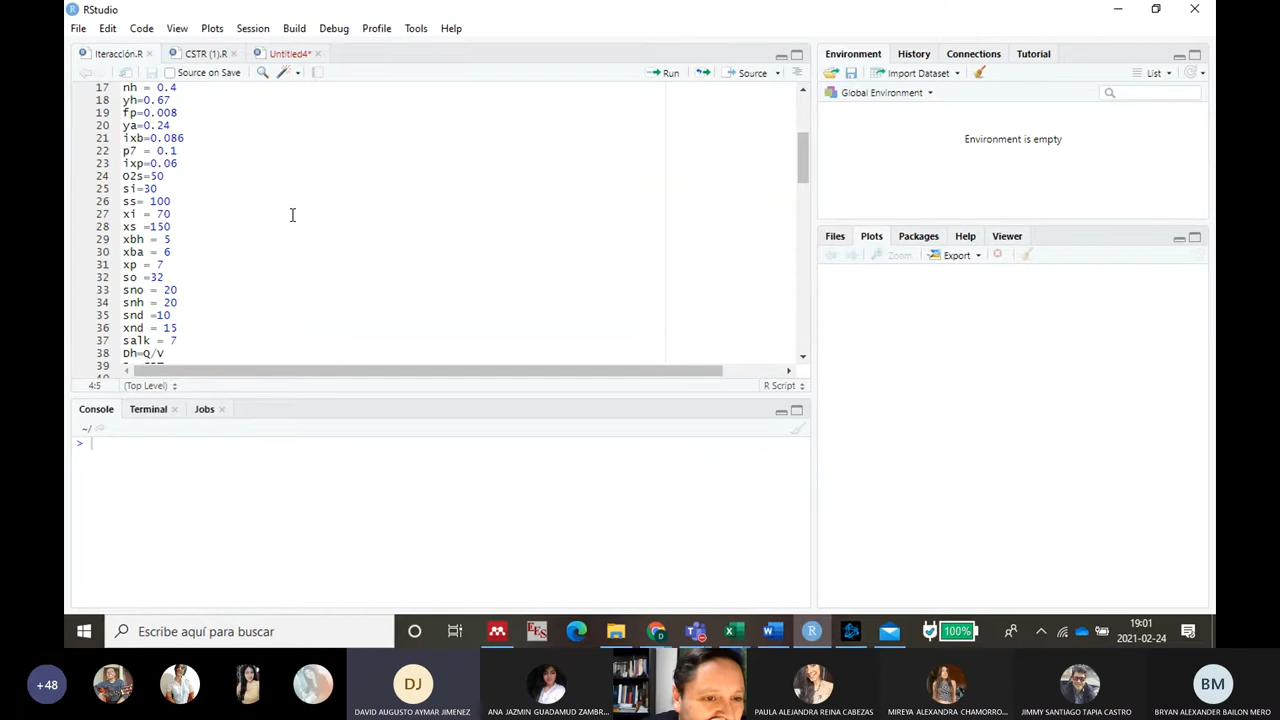 RStudio
File Edit Code View Plots Session Build Debug Profile Tools Help
Iteracción.R CSTR (1).R Untitled4*
Source on Save Run Source
17 nh = 0.4
18 yh=0.67
19 fp=0.008
20 ya=0.24
21 ixb=0.086
22 p7 = 0.1
23 ixp=0.06
24 O2s=50
25 si=30
26 ss= 100
27 xi = 70
28 xs =150
29 xbh = 5
30 xba = 6
31 xp = 7
32 so =32
33 sno = 20
34 snh = 20
35 snd =10
36 xnd = 15
37 salk = 7
38 Dh=Q/V
39
4:5 (Top Level) R Script
Console Terminal Jobs
~/
>
Environment History Connections Tutorial
Import Dataset List
Global Environment
Environment is empty
Files Plots Packages Help Viewer
Zoom Export
Escribe aquí para buscar
EES
100%
19:01
2021-02-24
+48
DJ
BM
DAVID AUGUSTO AYMAR JIMENEZ
ANA JAZMIN GUADAMUD ZAMBR...
PAULA ALEJANDRA REINA CABEZAS
MIREYA ALEXANDRA CHAMORRO...
JIMMY SANTIAGO TAPIA CASTRO
BRYAN ALEXANDER BAILON MERO